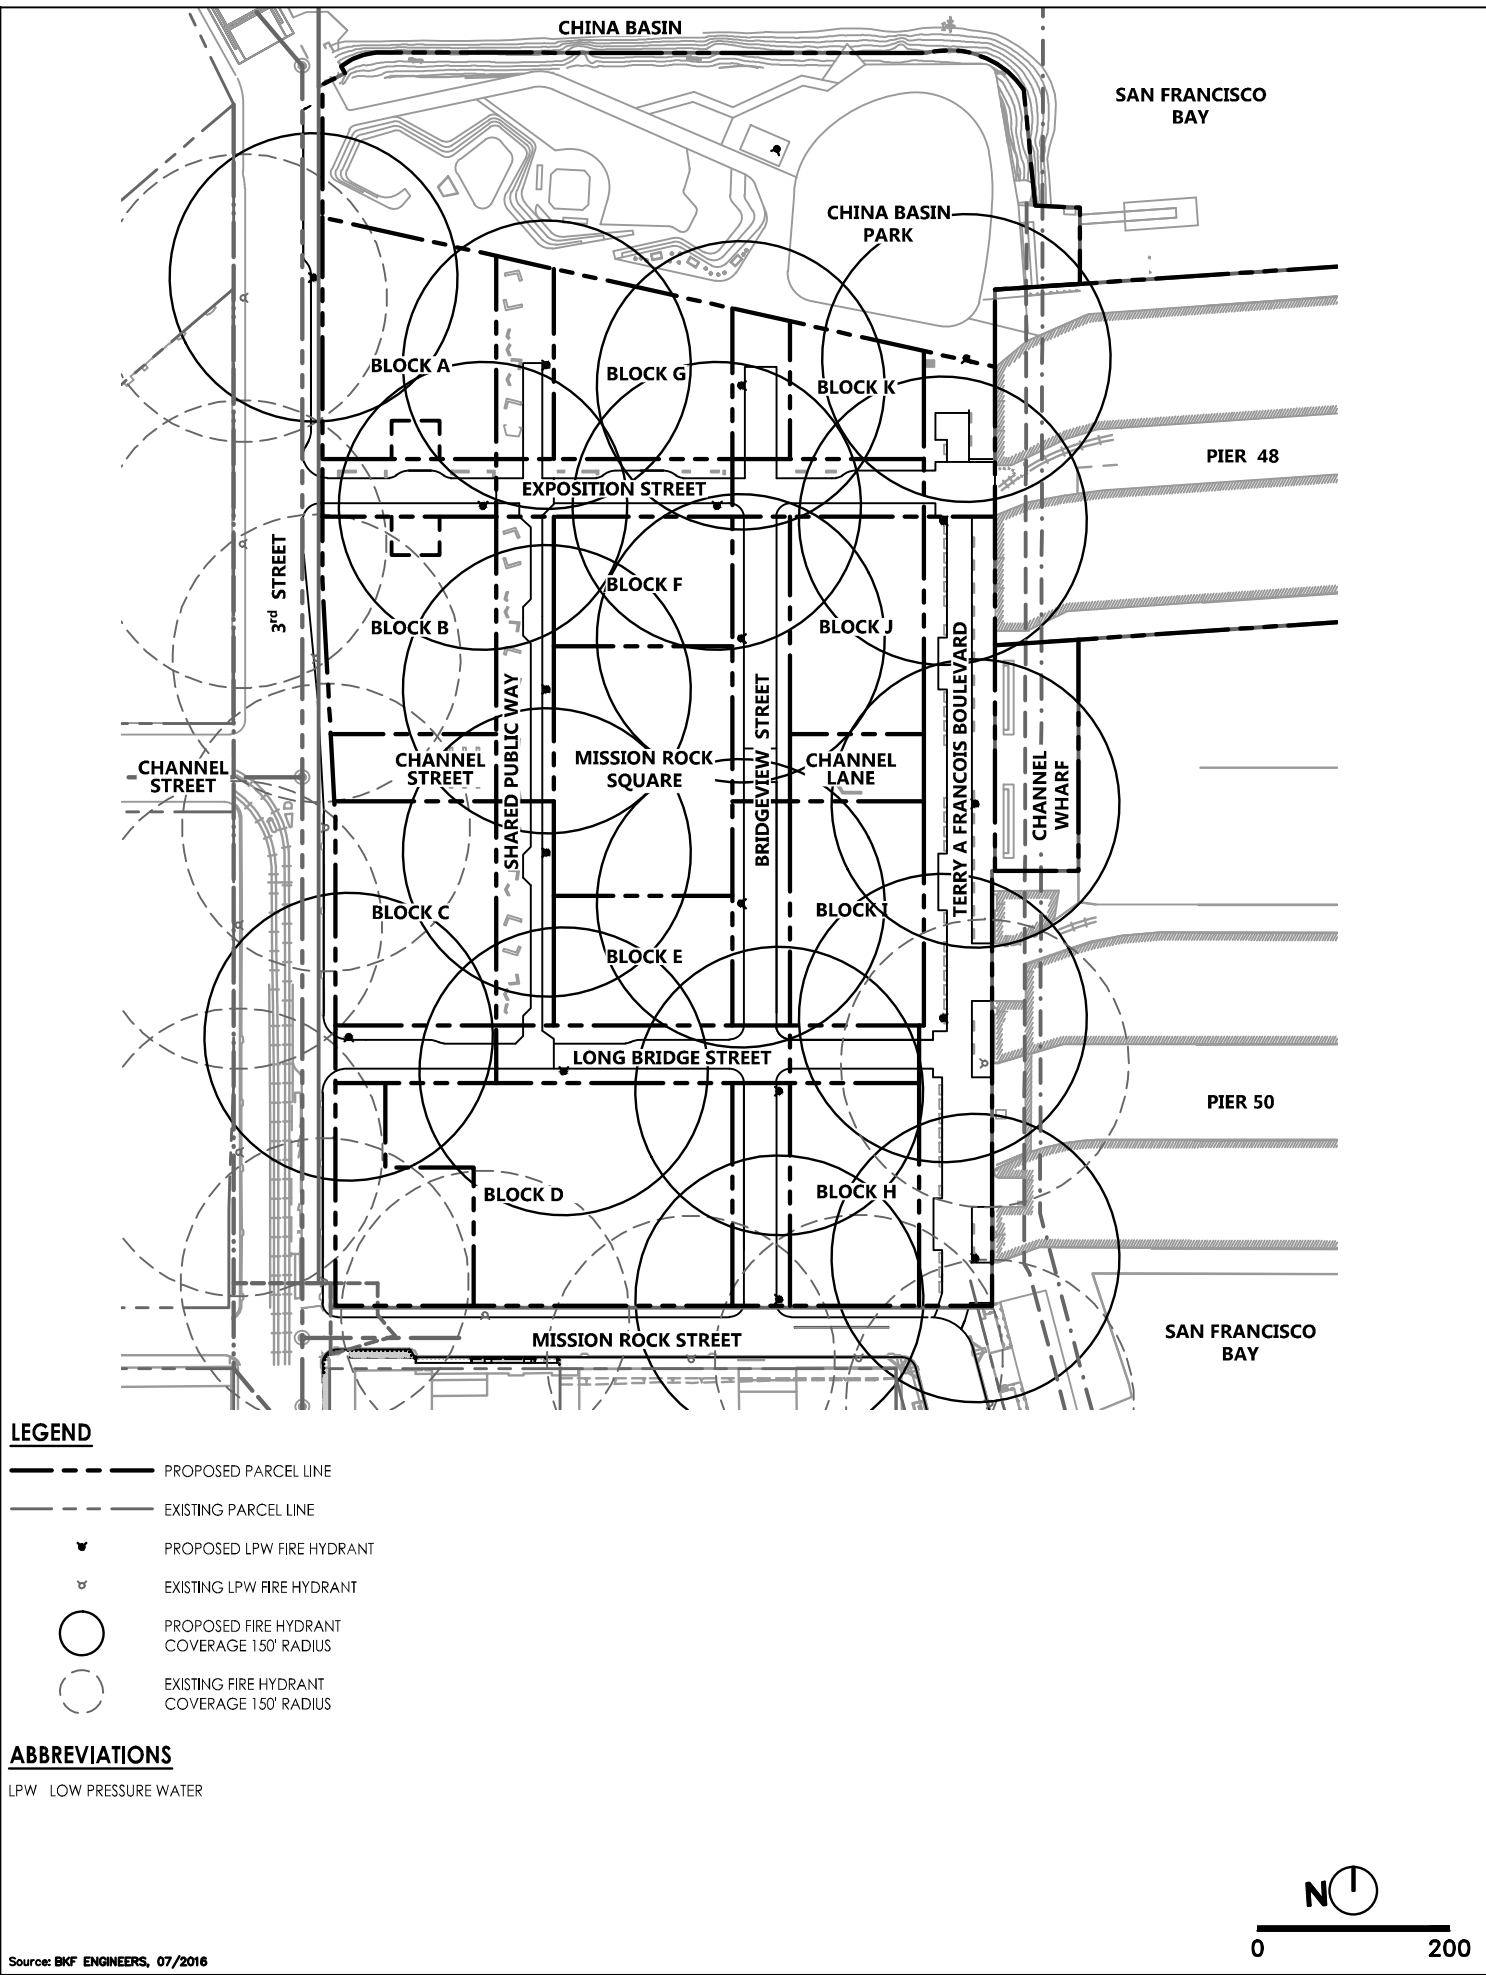 CHINA BASIN
SAN FRANCISCO
BAY
CHINA BASIN
PARK
BLOCK A
BLOCK G
BLOCK K
PIER 48
EXPOSITION STREET
3rd STREET
BLOCK F
BLOCK B
BLOCK J
SHARED PUBLIC WAY
BRIDGEVIEW STREET
TERRY A FRANCOIS BOULEVARD
CHANNEL
STREET
CHANNEL
STREET
MISSION ROCK
SQUARE
CHANNEL
LANE
CHANNEL
WHARF
BLOCK C
BLOCK I
BLOCK E
LONG BRIDGE STREET
PIER 50
BLOCK D
BLOCK H
MISSION ROCK STREET
SAN FRANCISCO
BAY
LEGEND
PROPOSED PARCEL LINE
EXISTING PARCEL LINE
PROPOSED LPW FIRE HYDRANT
EXISTING LPW FIRE HYDRANT
PROPOSED FIRE HYDRANT
COVERAGE 150' RADIUS
EXISTING FIRE HYDRANT
COVERAGE 150' RADIUS
ABBREVIATIONS
LPW LOW PRESSURE WATER
N
0 200
Source: BKF ENGINEERS, 07/2016